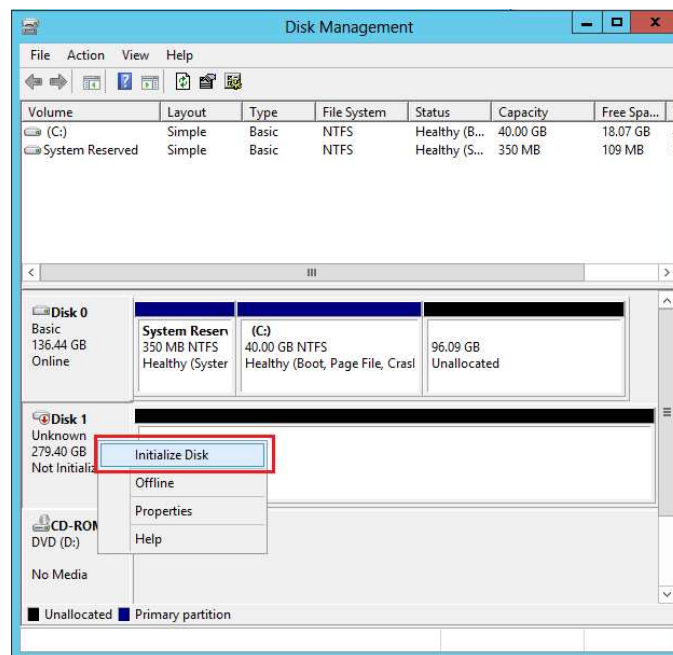 Disk Management
File Action View Help
Volume Layout Type File System Status Capacity Free Spa...
(C:) Simple Basic NTFS Healthy (B... 40.00 GB 18.07 GB
System Reserved Simple Basic NTFS Healthy (S... 350 MB 109 MB
Disk 0
Basic
136.44 GB
Online
System Reserv
350 MB NTFS
Healthy (Syster
(C:)
40.00 GB NTFS
Healthy (Boot, Page File, Crasl
96.09 GB
Unallocated
Disk 1
Unknown
279.40 GB
Not Initializ
Initialize Disk
Offline
Properties
Help
CD-ROM
DVD (D:)
No Media
Unallocated Primary partition